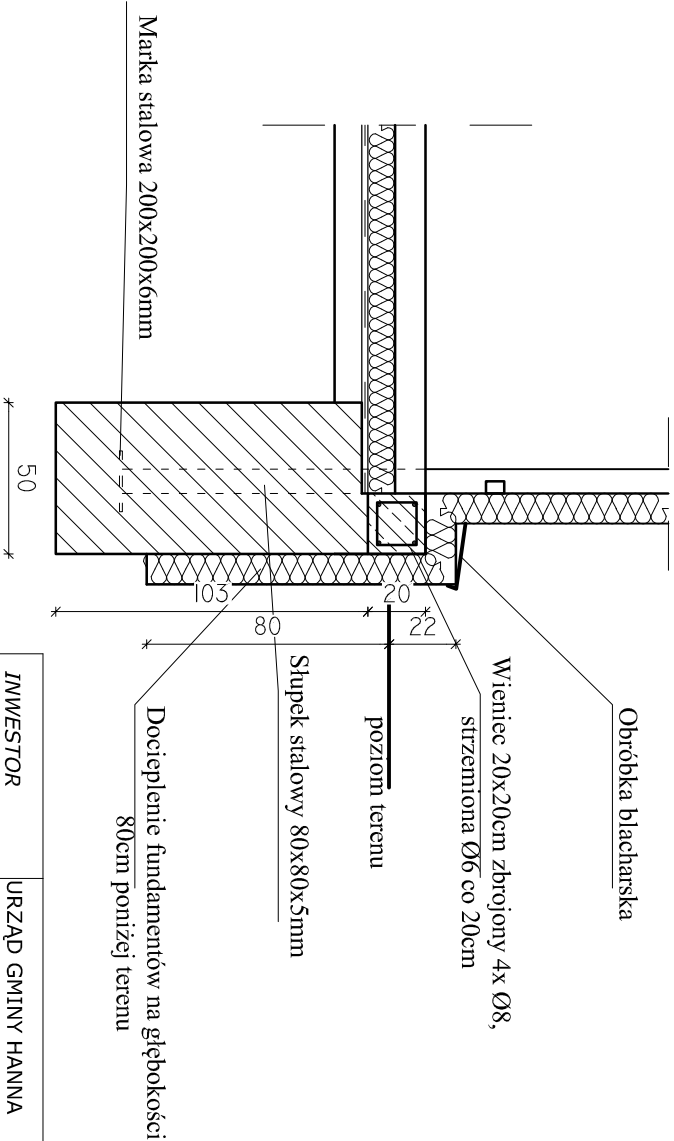 Obróbka blacharska
Wieniec 20x20cm zbrojony 4x Ø8,
strzemiona Ø6 co 20cm
poziom terenu
Słupek stalowy 80x80x5mm
Docieplenie fundamentów na głębokości
80cm poniżej terenu
Marka stalowa 200x200x6mm
103
20
80
22
50
INWESTOR
URZĄD GMINY HANNA